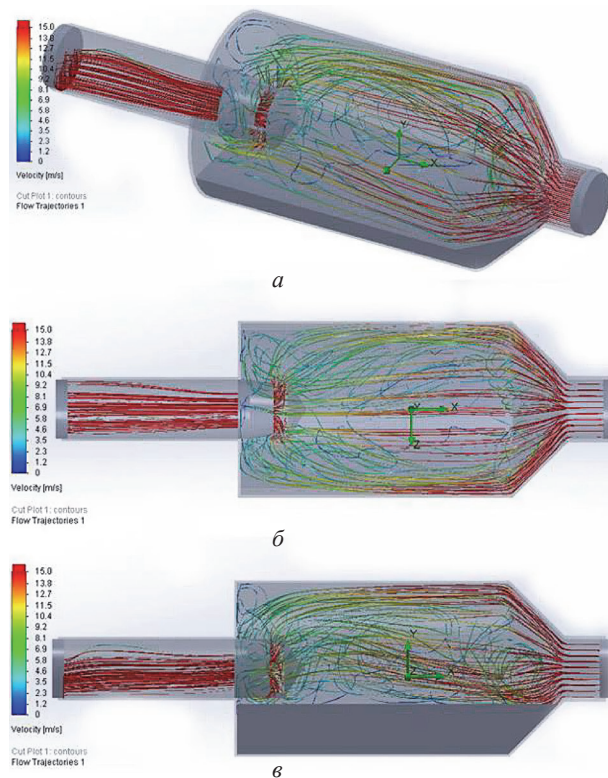 15.0
13.8
12.7
11.5
10.4
9.2
8.1
6.9
5.8
4.6
3.5
2.3
1.2
0
Velocity [m/s]
Cut Plot 1: contours
Flow Trajectories 1
Y
X
а
15.0
13.8
12.7
11.5
10.4
9.2
8.1
6.9
5.8
4.6
3.5
2.3
1.2
0
Velocity [m/s]
Cut Plot 1: contours
Flow Trajectories 1
Y
X
Z
б
15.0
13.8
12.7
11.5
10.4
9.2
8.1
6.9
5.8
4.6
3.5
2.3
1.2
0
Velocity [m/s]
Cut Plot 1: contours
Flow Trajectories 1
Y
X
в